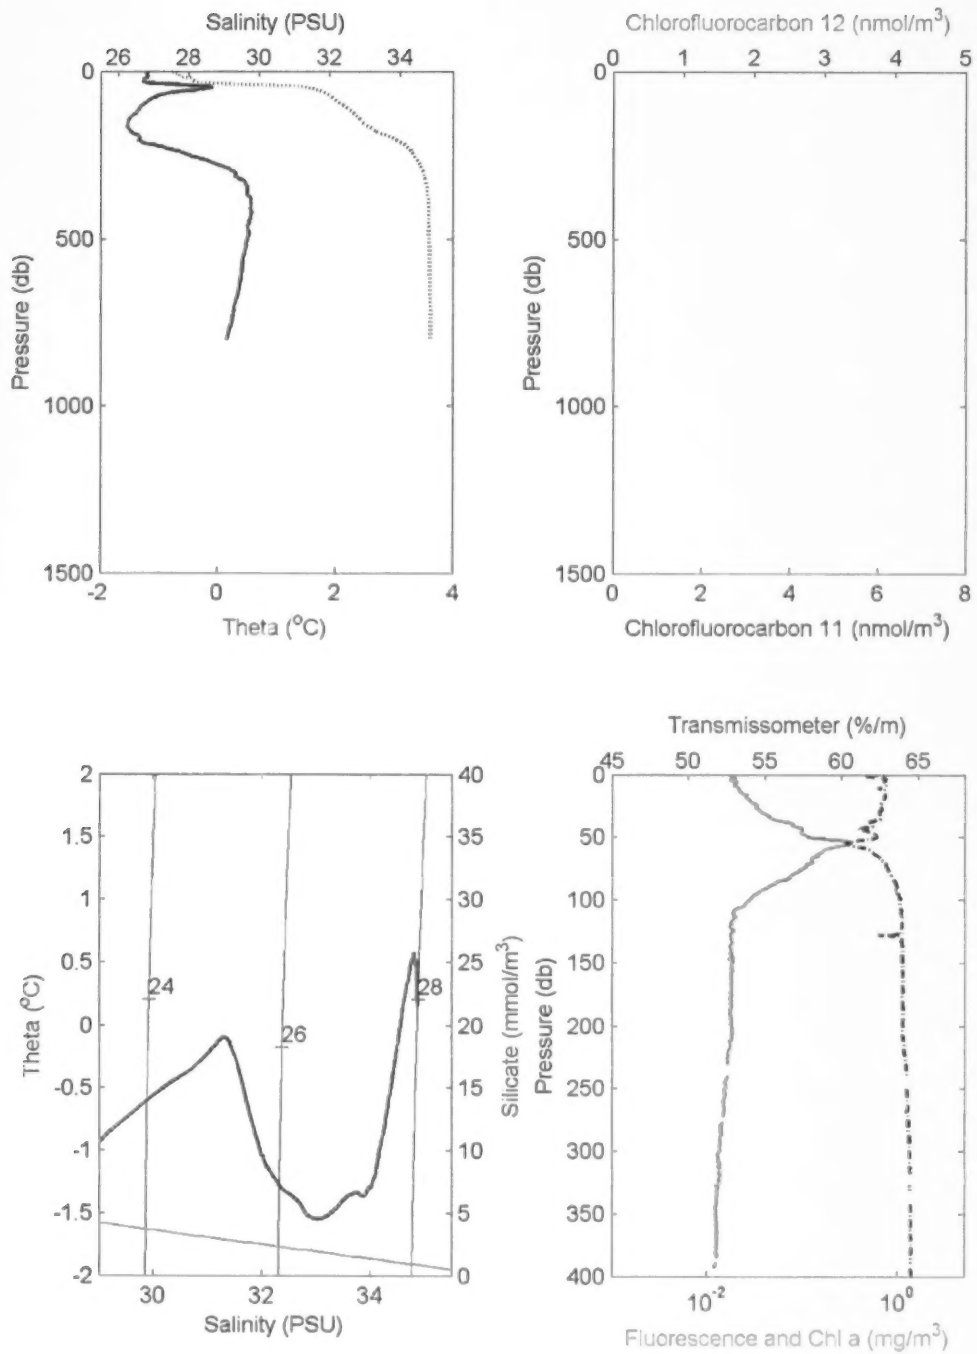 Salinity (PSU)
26 28 30 32 34
0
500
1000
1500
Pressure (db)
-2 0 2 4
Theta (°C)
Chlorofluorocarbon 12 (nmol/m³)
0 1 2 3 4 5
0
500
1000
1500
Pressure (db)
0 2 4 6 8
Chlorofluorocarbon 11 (nmol/m³)
2
1.5
1
0.5
0
-0.5
-1
-1.5
-2
Theta (°C)
24
26
28
40
35
30
25
20
15
10
5
0
Silicate (mmol/m³)
30 32 34
Salinity (PSU)
Transmissometer (%/m)
45 50 55 60 65
0
50
100
150
200
250
300
350
400
Pressure (db)
10⁻² 10⁰
Fluorescence and Chl a (mg/m³)